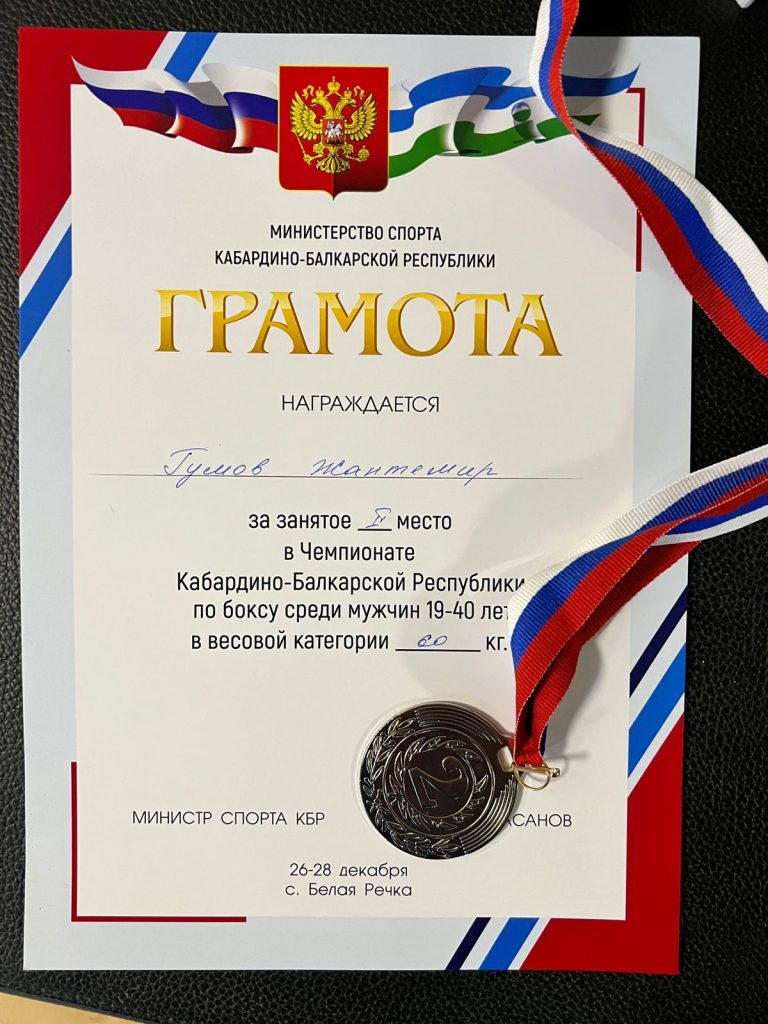 МИНИСТЕРСТВО СПОРТА
КАБАРДИНО-БАЛКАРСКОЙ РЕСПУБЛИКИ
ГРАМОТА
НАГРАЖДАЕТСЯ
Гумов Жантемир
за занятое II место
в Чемпионате
Кабардино-Балкарской Республики
по боксу среди мужчин 19-40 лет
в весовой категории 60 кг.
2
МИНИСТР СПОРТА КБР АСАНОВ
26-28 декабря
с. Белая Речка